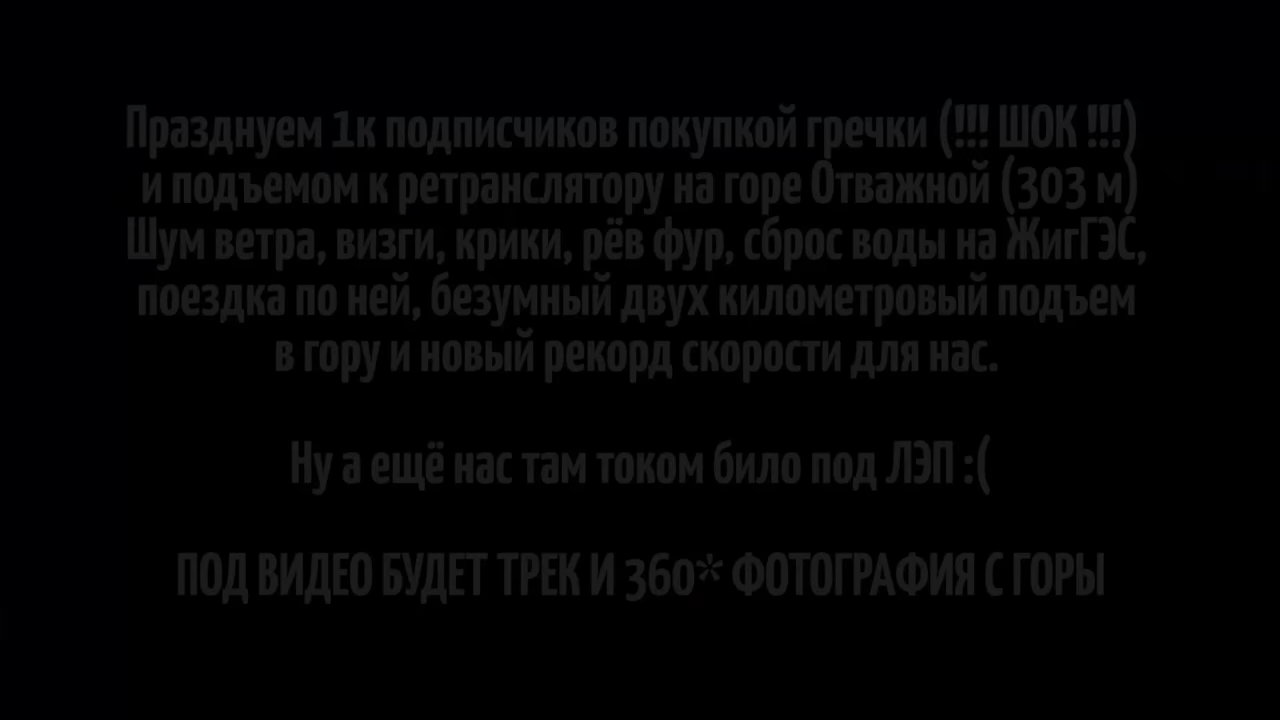 Празднуем 1к подписчиков покупкой гречки (!!! ШОК !!!)
и подъемом к ретранслятору на горе Отважной (303 м)
Шум ветра, визги, крики, рёв фур, сброс воды на ЖигГЭС,
поездка по ней, безумный двух километровый подъем
в гору и новый рекорд скорости для нас.
Ну а ещё нас там током било под ЛЭП :(
ПОД ВИДЕО БУДЕТ ТРЕК И 360* ФОТОГРАФИЯ С ГОРЫ